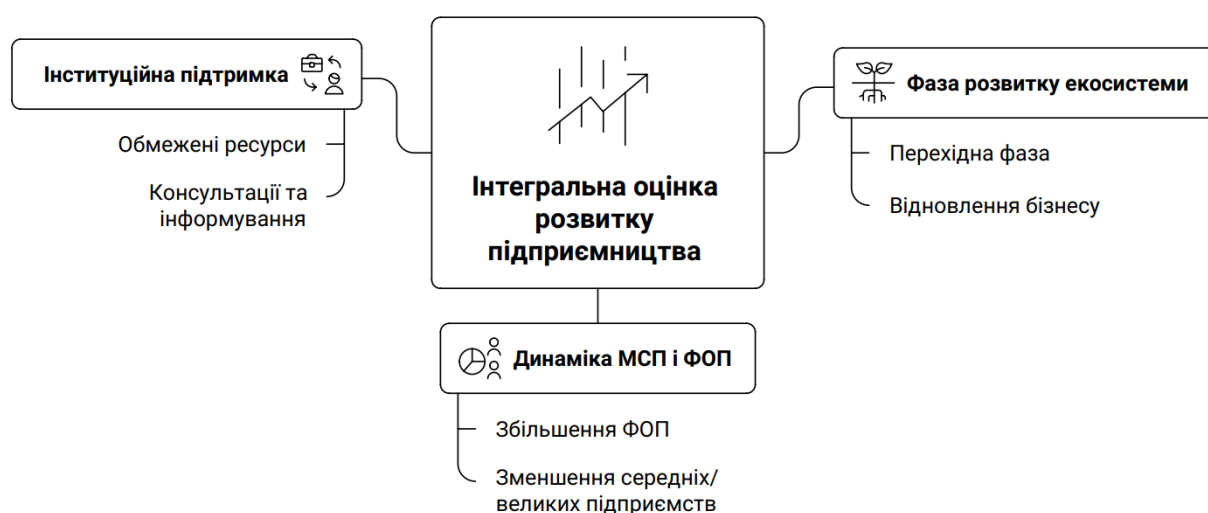 Інституційна підтримка
Обмежені ресурси
Консультації та
інформування
Інтегральна оцінка
розвитку
підприємництва
Фаза розвитку екосистеми
Перехідна фаза
Відновлення бізнесу
Динаміка МСП і ФОП
Збільшення ФОП
Зменшення середніх/
великих підприємств